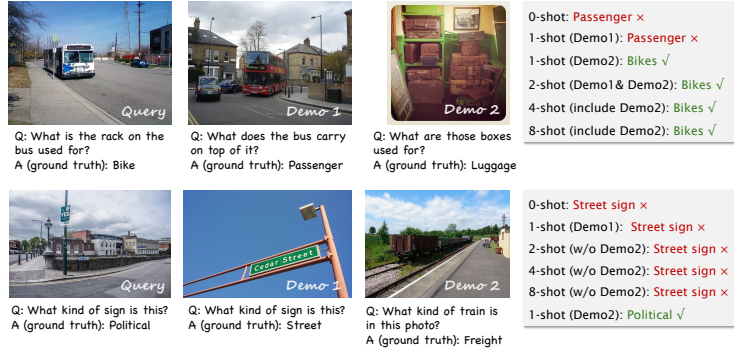 Query
Q: What is the rack on the
bus used for?
A (ground truth): Bike
Demo 1
Q: What does the bus carry
on top of it?
A (ground truth): Passenger
Demo 2
Q: What are those boxes
used for?
A (ground truth): Luggage
0-shot: Passenger ×
1-shot (Demo1): Passenger ×
1-shot (Demo2): Bikes √
2-shot (Demo1& Demo2): Bikes √
4-shot (include Demo2): Bikes √
8-shot (include Demo2): Bikes √
YES
Query
Q: What kind of sign is this?
A (ground truth): Political
Cedar Street
Demo 1
Q: What kind of sign is this?
A (ground truth): Street
Demo 2
Q: What kind of train is
in this photo?
A (ground truth): Freight
0-shot: Street sign ×
1-shot (Demo1): Street sign ×
2-shot (w/o Demo2): Street sign ×
4-shot (w/o Demo2): Street sign ×
8-shot (w/o Demo2): Street sign ×
1-shot (Demo2): Political √